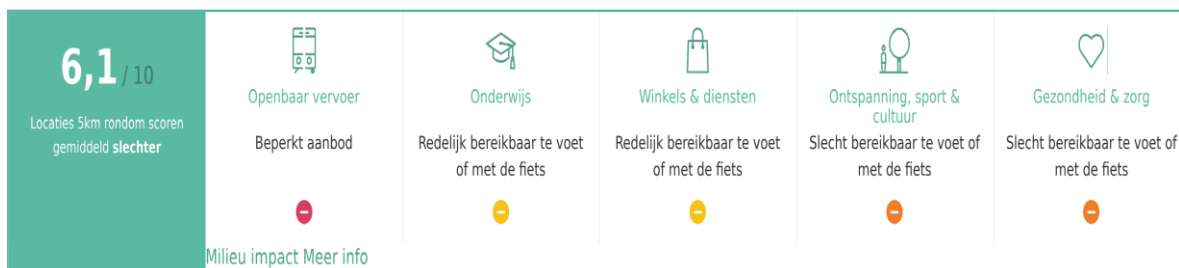 6,1 / 10
Locaties 5km rondom scoren
gemiddeld slechter
Openbaar vervoer
Beperkt aanbod
Onderwijs
Redelijk bereikbaar te voet
of met de fiets
Winkels & diensten
Redelijk bereikbaar te voet
of met de fiets
Ontspanning, sport &
cultuur
Slecht bereikbaar te voet of
met de fiets
Gezondheid & zorg
Slecht bereikbaar te voet of
met de fiets
Milieu impact Meer info